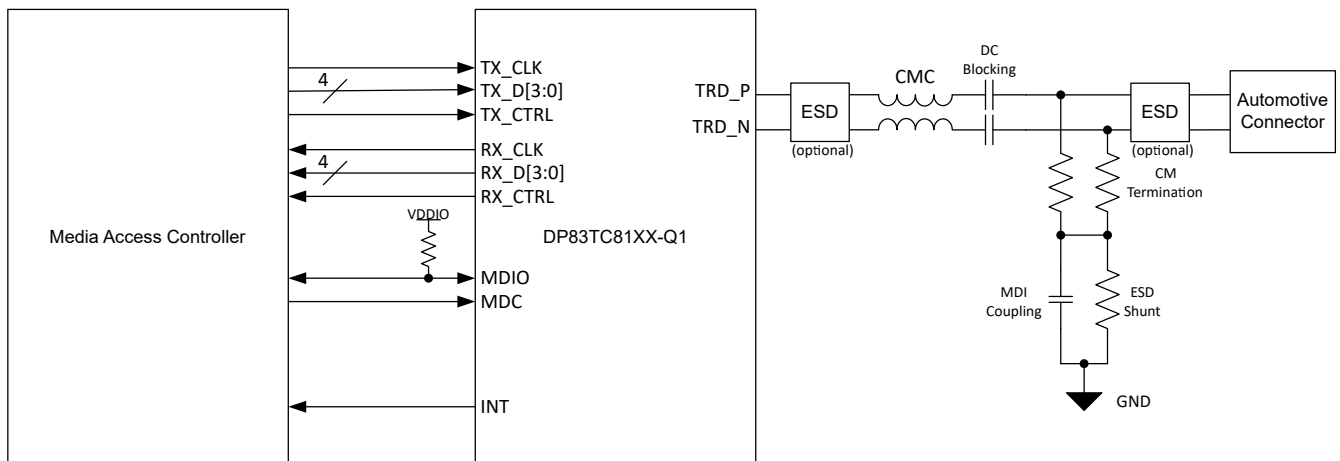 Media Access Controller
4
4
VDDIO
TX_CLK
TX_D[3:0]
TX_CTRL
RX_CLK
RX_D[3:0]
RX_CTRL
MDIO
MDC
INT
DP83TC81XX-Q1
TRD_P
TRD_N
ESD
(optional)
CMC
DC
Blocking
ESD
(optional)
Automotive
Connector
CM
Termination
MDI
Coupling
ESD
Shunt
GND